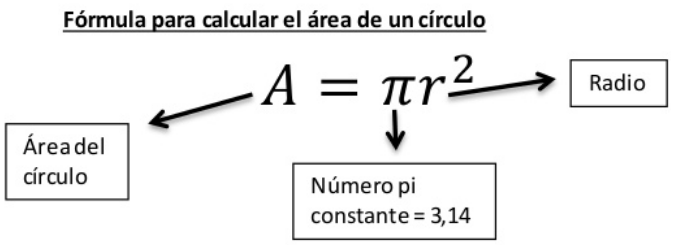 Fórmula para calcular el área de un círculo
A = πr²
Radio
Área del
círculo
Número pi
constante = 3,14